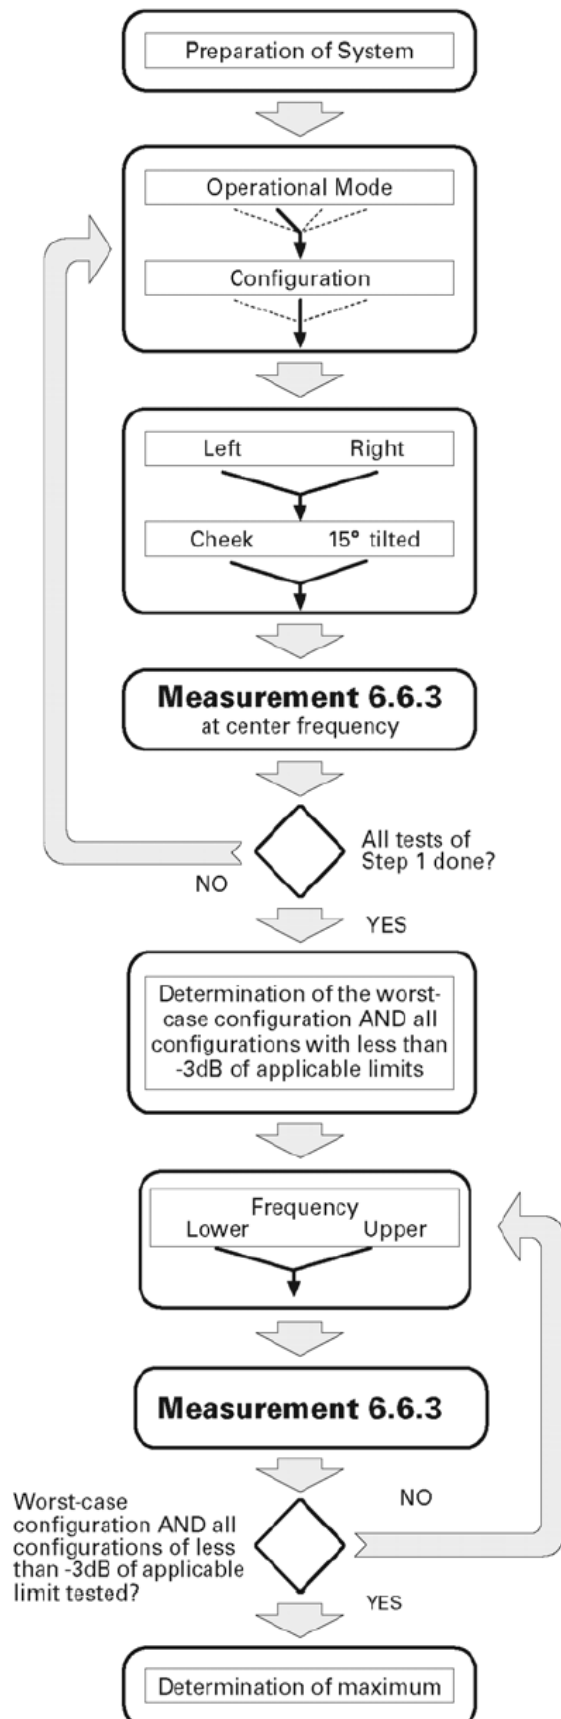 Preparation of System
Operational Mode
Configuration
Left Right
Cheek 15° tilted
Measurement 6.6.3
at center frequency
All tests of
Step 1 done?
NO
YES
Determination of the worst-
case configuration AND all
configurations with less than
-3dB of applicable limits
Frequency
Lower Upper
Measurement 6.6.3
NO
Worst-case
configuration AND all
configurations of less
than -3dB of applicable
limit tested?
YES
Determination of maximum